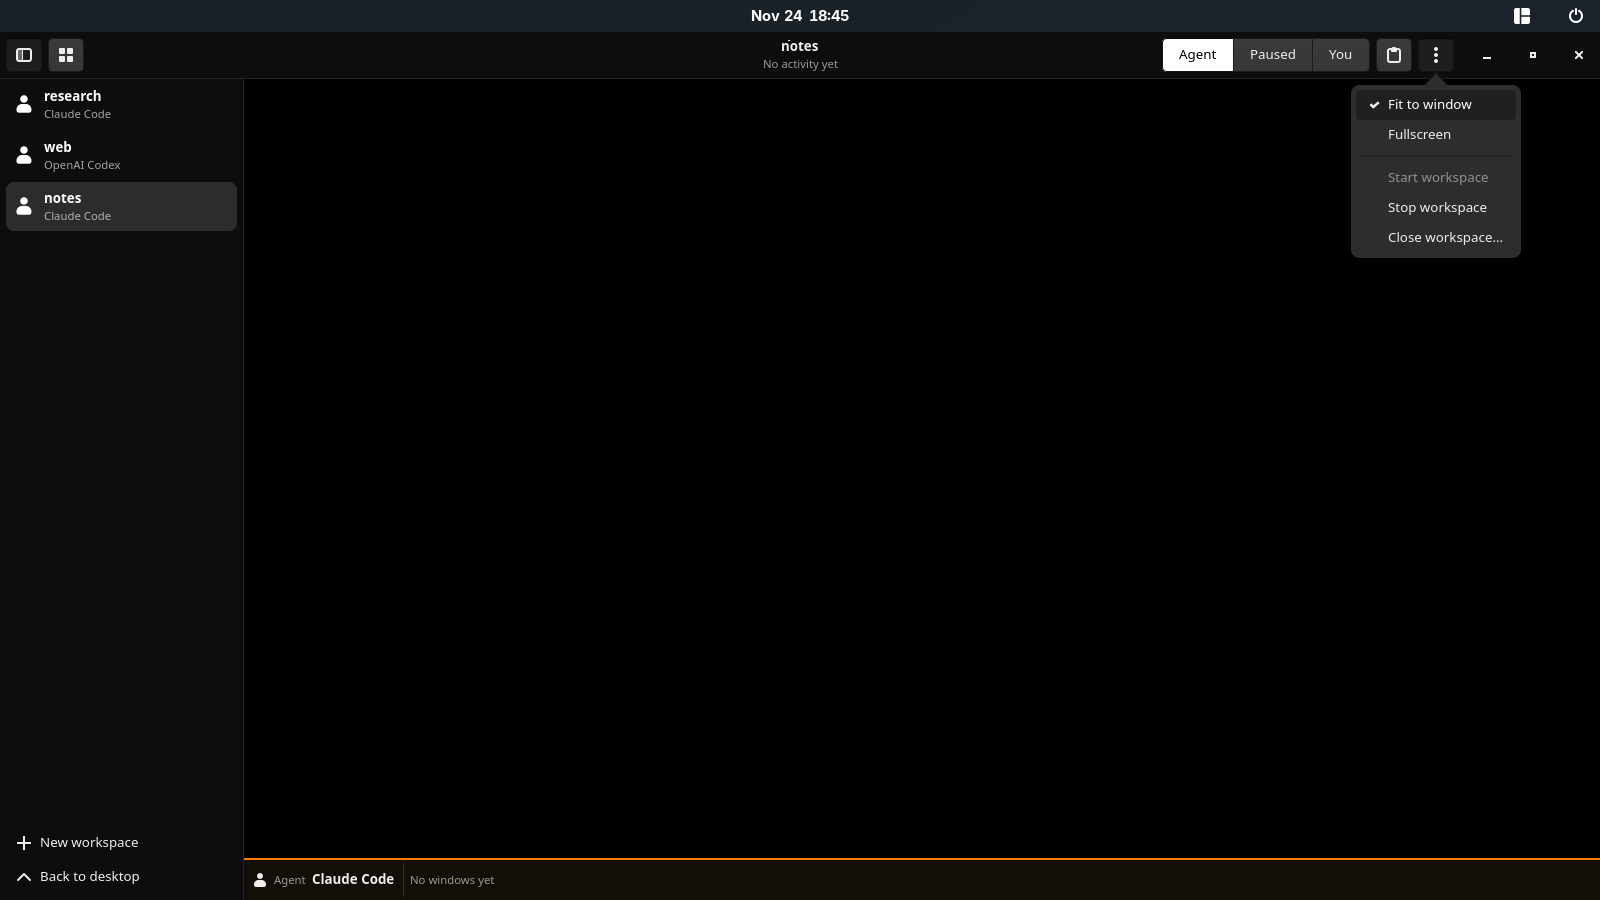 Nov 24 18:45
notes
No activity yet
Agent
Paused
You
research
Claude Code
web
OpenAI Codex
notes
Claude Code
Fit to window
Fullscreen
Start workspace
Stop workspace
Close workspace...
New workspace
Back to desktop
Agent Claude Code No windows yet